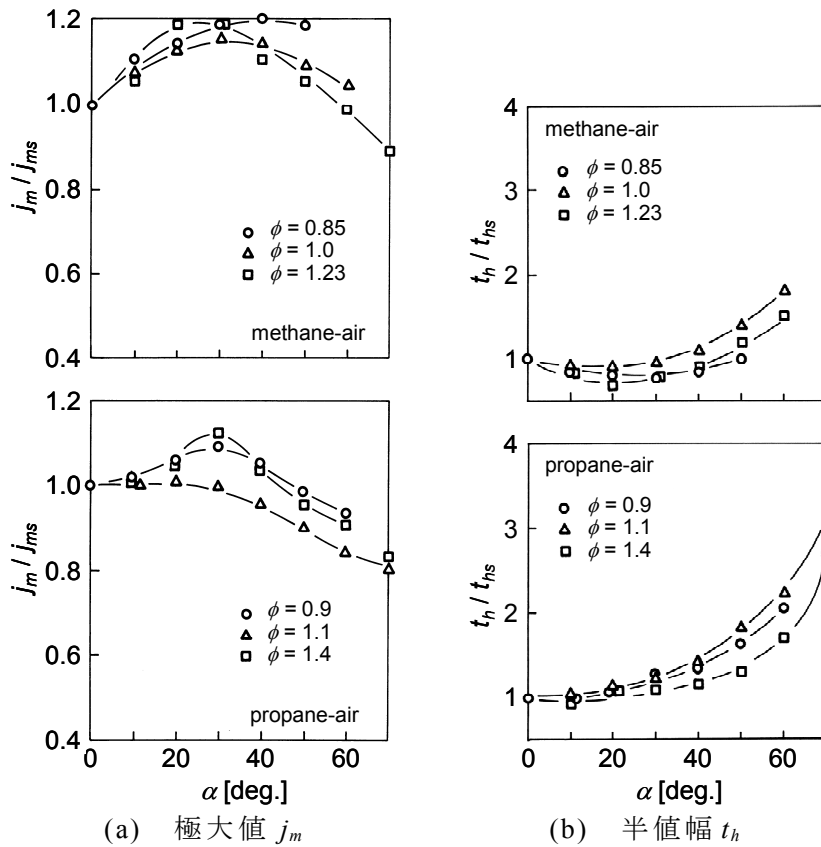 1.2
1.0
0.8
0.6
0.4
j_m / j_ms
ϕ = 0.85
ϕ = 1.0
ϕ = 1.23
methane-air
1.2
1.0
0.8
0.6
0.4
j_m / j_ms
ϕ = 0.9
ϕ = 1.1
ϕ = 1.4
propane-air
0 20 40 60
α [deg.]
(a) 極大値 j_m
4
3
2
1
t_h / t_hs
methane-air
ϕ = 0.85
ϕ = 1.0
ϕ = 1.23
4
3
2
1
t_h / t_hs
propane-air
ϕ = 0.9
ϕ = 1.1
ϕ = 1.4
0 20 40 60
α [deg.]
(b) 半値幅 t_h